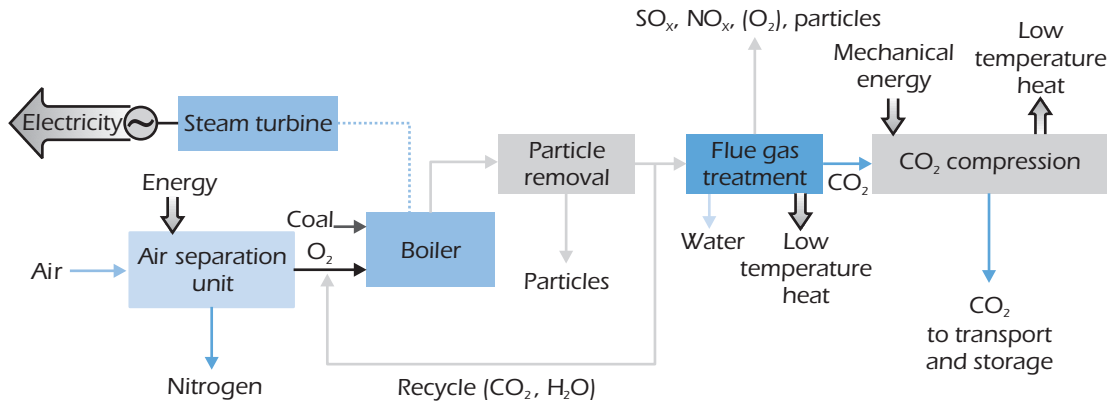 SOₓ, NOₓ, (O₂), particles
Mechanical
energy
Low
temperature
heat
Electricity
~
Steam turbine
Particle
removal
Flue gas
treatment
CO₂
CO₂ compression
Energy
Coal
O₂
Boiler
Air
Air separation
unit
Particles
Water
Low
temperature
heat
Nitrogen
Recycle (CO₂, H₂O)
CO₂
to transport
and storage